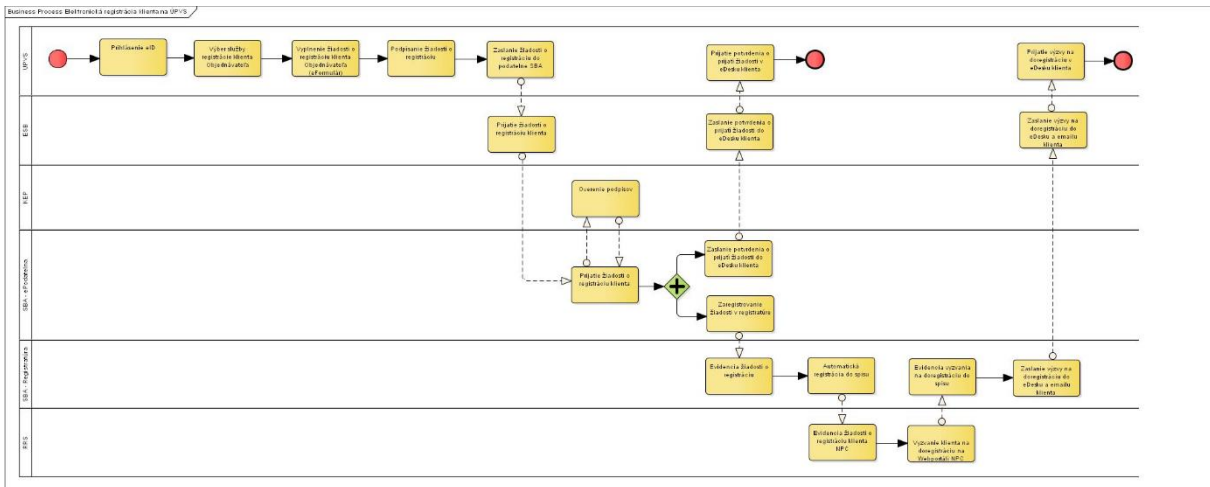 Business Process Elektronická registrácia klienta na UPVS
UPVS
Prihlásenie eID
Výber služby
registrácie klienta
Objednávateľa
Vyplnenie žiadosti o
registráciu klienta
Objednávateľa
(eFormulár)
Podpísanie žiadosti o
registráciu
Zaslanie žiadosti o
registráciu do
podateľne SBA
Prijatie potvrdenia o
prijatí žiadosti v
eDesku klienta
Prijatie výzvy na
doregistráciu v
eDesku klienta
ESB
Prijatie žiadosti o
registráciu klienta
Zaslanie potvrdenia o
prijatí žiadosti do
eDesku klienta
Zaslanie výzvy na
doregistráciu do
eDesku a emailu
klienta
KEP
Overenie podpisov
SBA - ePodateľna
Prijatie žiadosti o
registráciu klienta
Zaslanie potvrdenia o
prijatí žiadosti do
eDesku klienta
Zaregistrovanie
žiadosti v registratúre
SBA - Registratúra
Evidencia žiadosti o
registráciu
Automatická
registrácia do spisu
Evidencia vyzvania
na doregistráciu do
spisu
Zaslanie výzvy na
doregistráciu do
eDesku a emailu
klienta
Evidencia žiadosti o
registráciu klienta
NPC
Vyzvanie klienta na
doregistráciu na
Webportáli NPC